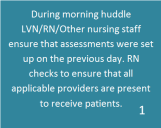 During morning huddle
LVN/RN/Other nursing staff
ensure that assessments were set
up on the previous day. RN
checks to ensure that all
applicable providers are present
to receive patients.
1